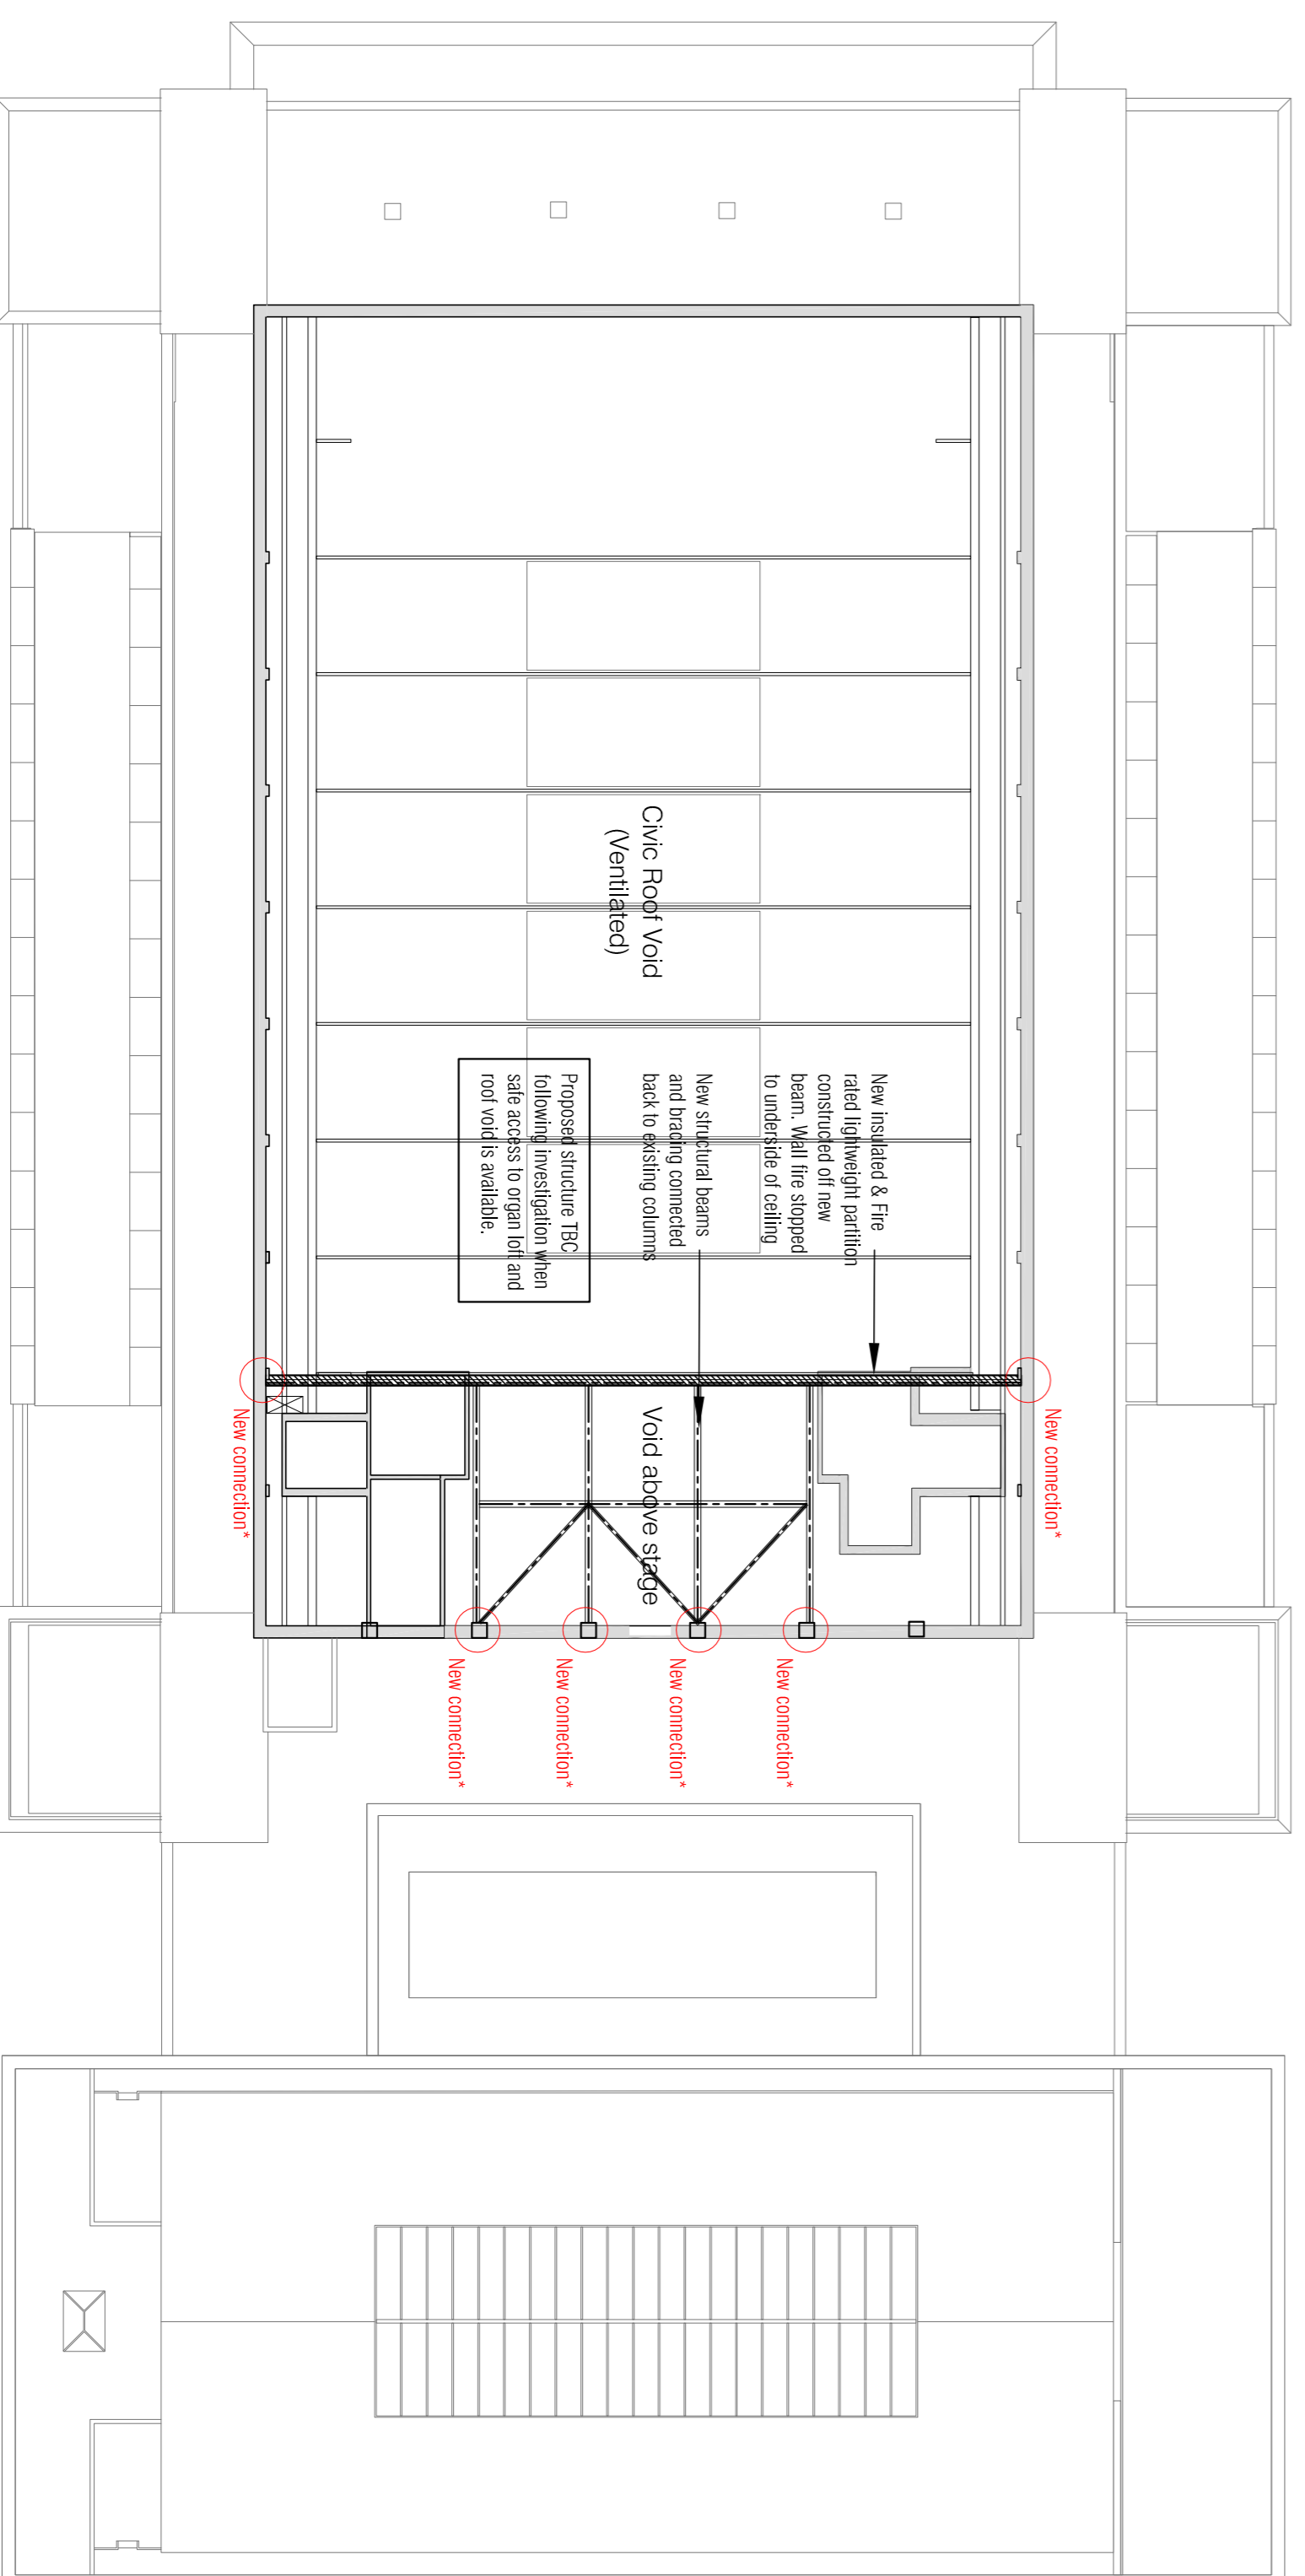 Civic Roof Void
(Ventilated)
New insulated & Fire
rated lightweight partition
constructed off new
beam. Wall fire stopped
to underside of ceiling
New structural beams
and bracing connected
back to existing columns
Proposed structure TBC
following investigation when
safe access to organ loft and
roof void is available.
Void above stage
New connection*
New connection*
New connection*
New connection*
New connection*
New connection*